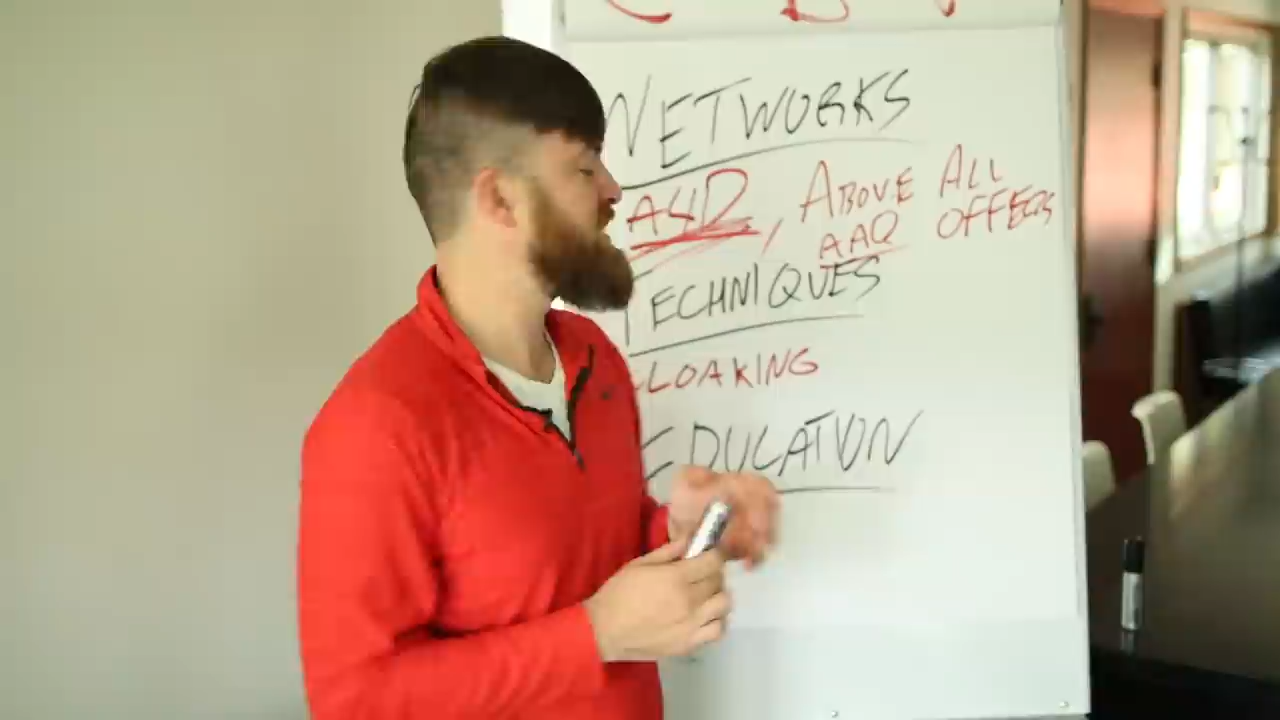 NETWORKS
A4D, ABOVE ALL
AAO OFFERS
TECHNIQUES
CLOAKING
EDUCATION